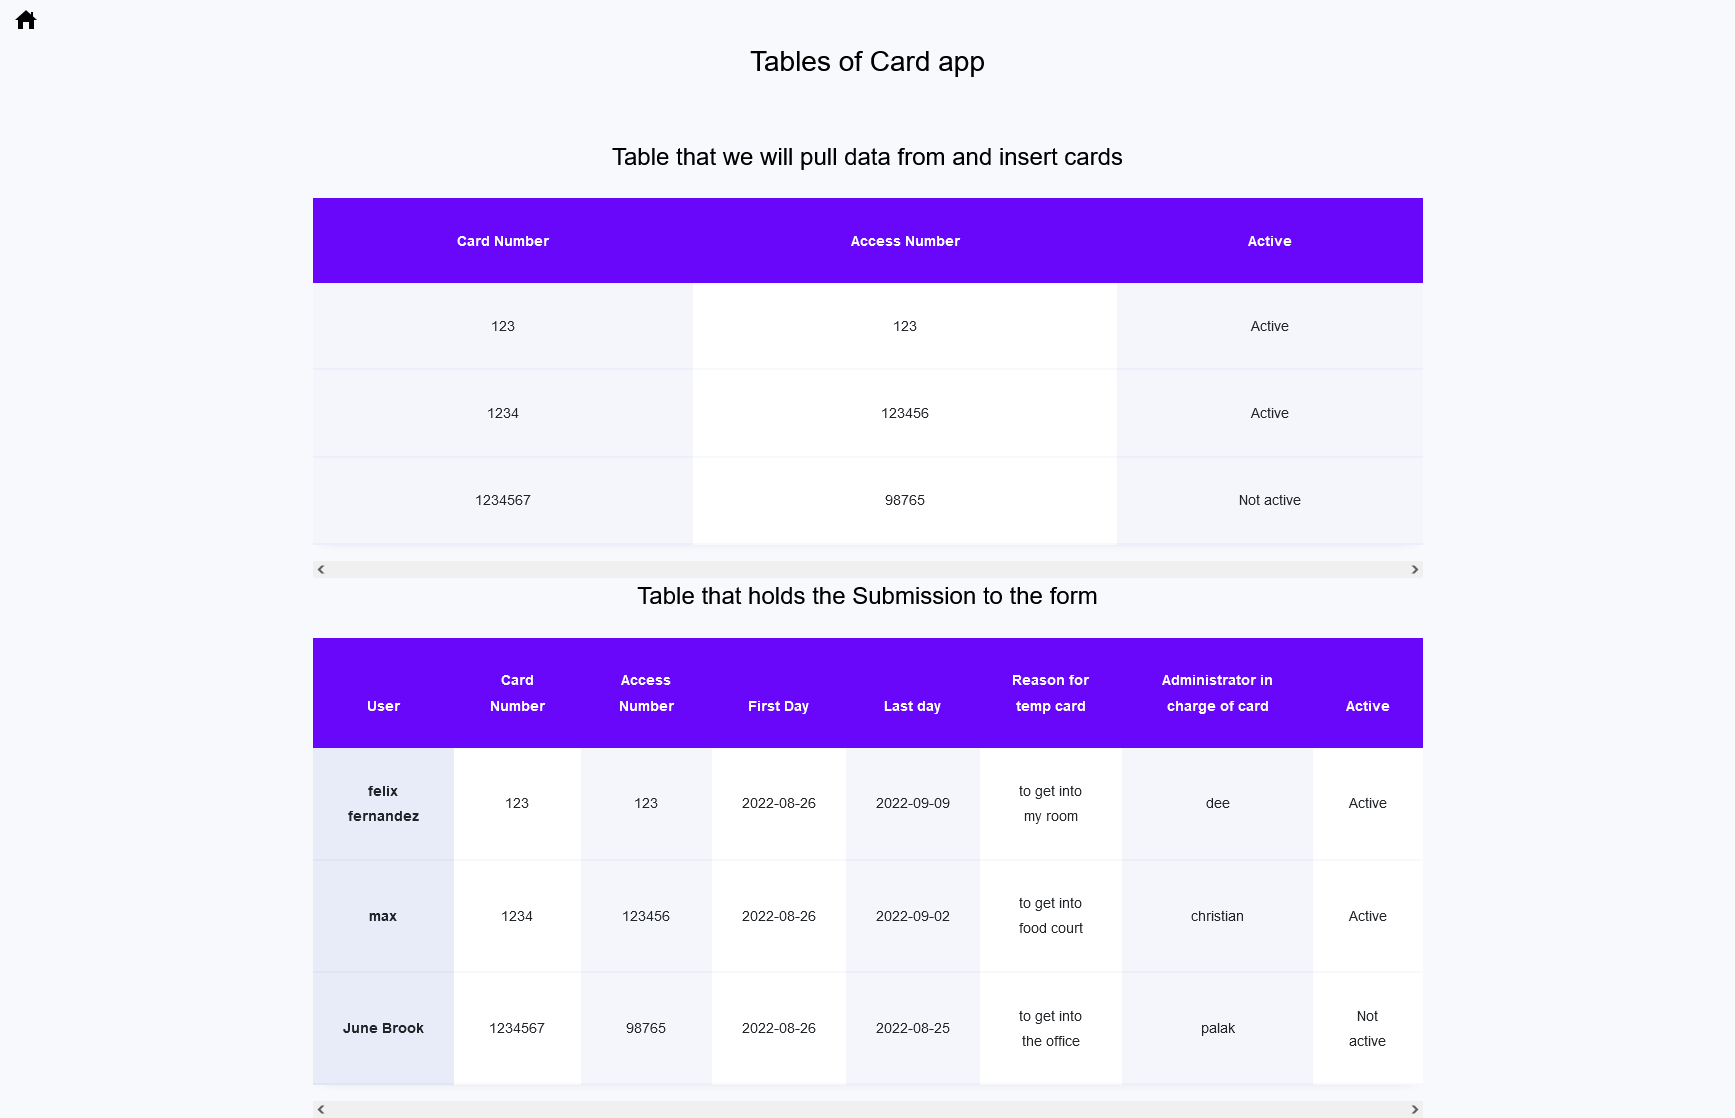 Tables of Card app
Table that we will pull data from and insert cards
Card Number Access Number Active
123 123 Active
1234 123456 Active
1234567 98765 Not active
Table that holds the Submission to the form
Card Access Reason for Administrator in
User Number Number First Day Last day temp card charge of card Active
felix to get into
123 123 2022-08-26 2022-09-09 dee Active
fernandez my room
to get into
max 1234 123456 2022-08-26 2022-09-02 christian Active
food court
to get into Not
June Brook 1234567 98765 2022-08-26 2022-08-25 palak
the office active